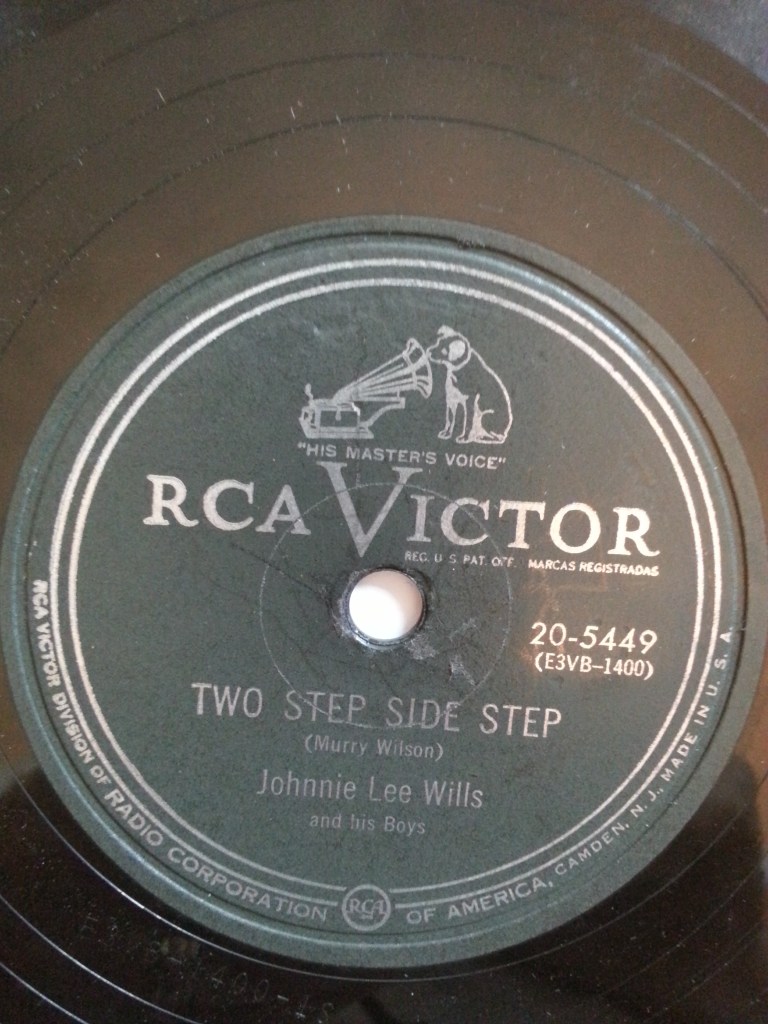 "HIS MASTER'S VOICE"
RCA VICTOR
REG. U.S. PAT. OFF. MARCAS REGISTRADAS
20-5449
(E3VB-1400)
TWO STEP SIDE STEP
(Murry Wilson)
Johnnie Lee Wills
and his Boys
RCA VICTOR DIVISION OF RADIO CORPORATION RCA OF AMERICA, CAMDEN, N. J., MADE IN U. S. A.